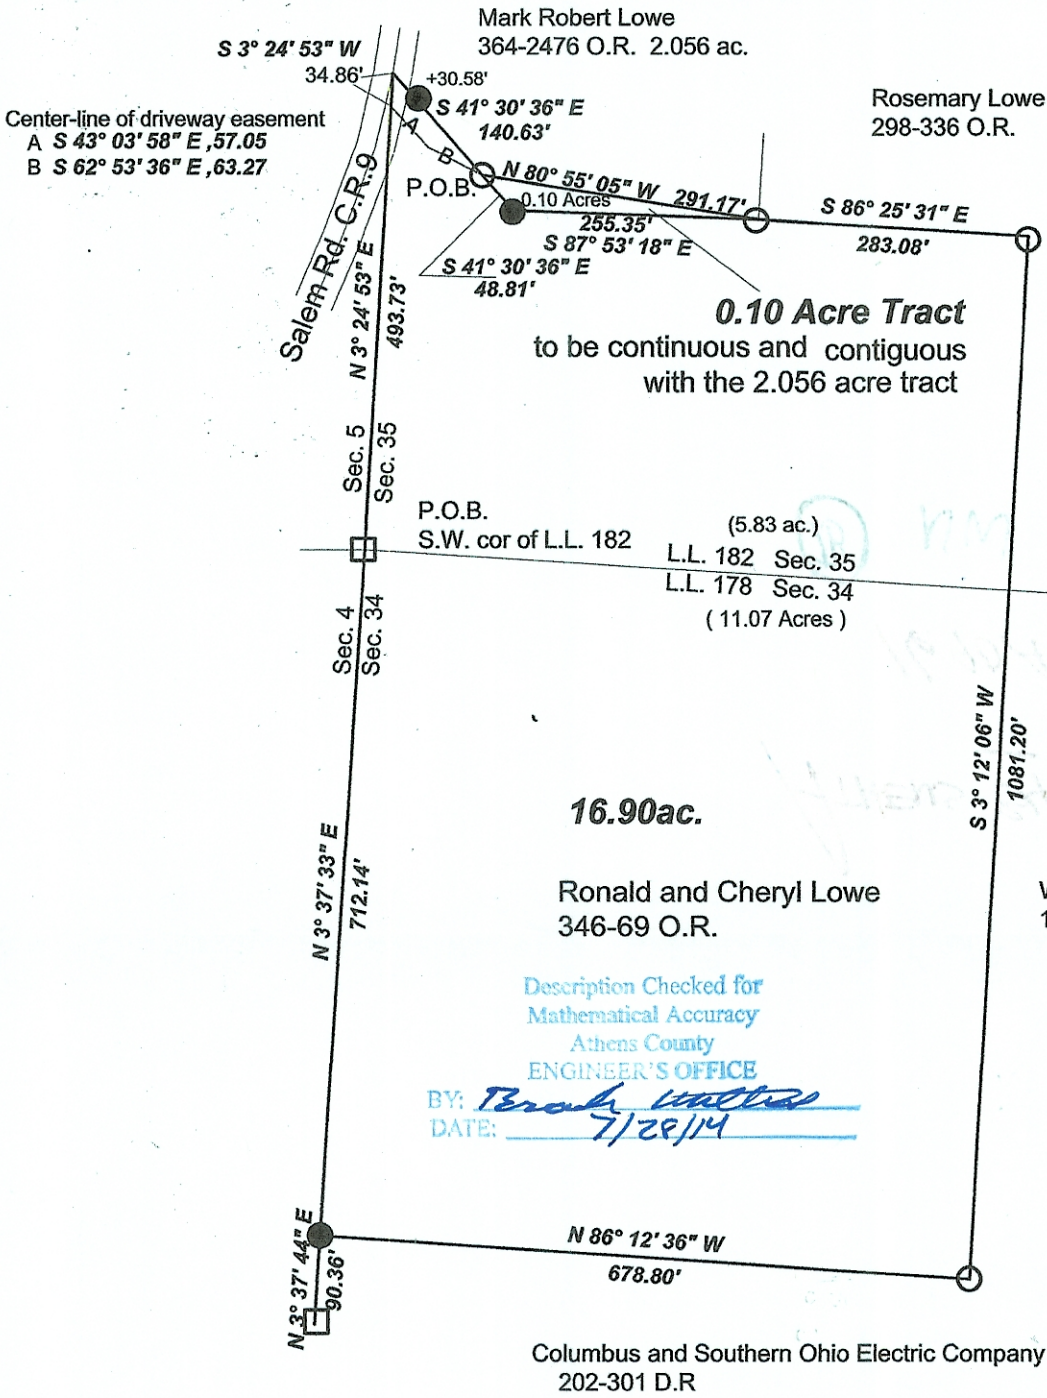 Mark Robert Lowe
364-2476 O.R. 2.056 ac.
S 3° 24' 53" W
34.86'
+30.58'
S 41° 30' 36" E
140.63'
Rosemary Lowe
298-336 O.R.
Center-line of driveway easement
A S 43° 03' 58" E ,57.05
B S 62° 53' 36" E ,63.27
A
B
Salem Rd. C.R.9
P.O.B.
N 80° 55' 05" W 291.17'
0.10 Acres
255.35'
S 87° 53' 18" E
S 86° 25' 31" E
283.08'
S 41° 30' 36" E
48.81'
N 3° 24' 53" E
493.73'
0.10 Acre Tract
to be continuous and contiguous
with the 2.056 acre tract
Sec. 5
Sec. 35
P.O.B.
S.W. cor of L.L. 182
(5.83 ac.)
L.L. 182 Sec. 35
L.L. 178 Sec. 34
( 11.07 Acres )
Sec. 4
Sec. 34
S 3° 12' 06" W
1081.20'
16.90ac.
N 3° 37' 33" E
712.14'
Ronald and Cheryl Lowe
346-69 O.R.
Description Checked for
Mathematical Accuracy
Athens County
ENGINEER'S OFFICE
BY:
DATE: 7/28/14
N 86° 12' 36" W
678.80'
N 3° 37' 44" E
90.36'
Columbus and Southern Ohio Electric Company
202-301 D.R